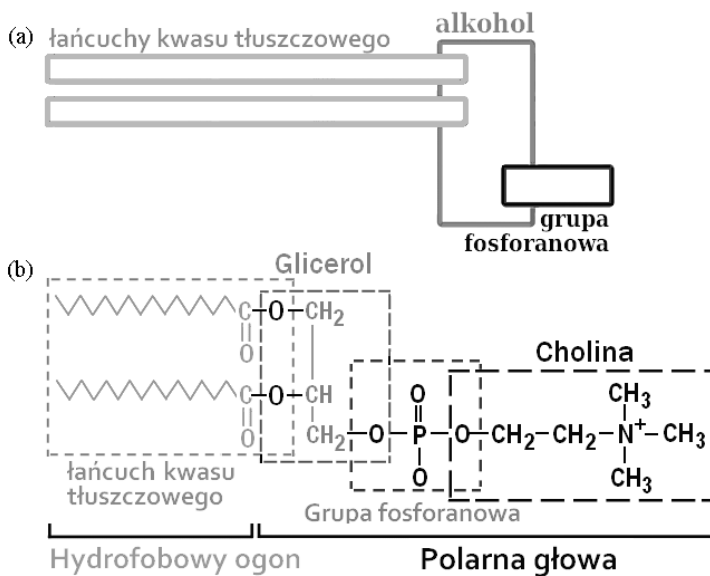 (a)
łańcuchy kwasu tłuszczowego
alkohol
grupa
fosforanowa
(b)
Glicerol
C–O–CH2
O
Cholina
C–O–CH
O
O
CH3
CH2–O–P–O–CH2–CH2–N+–CH3
O
CH3
łańcuch kwasu
tłuszczowego
Grupa fosforanowa
Hydrofobowy ogon
Polarna głowa